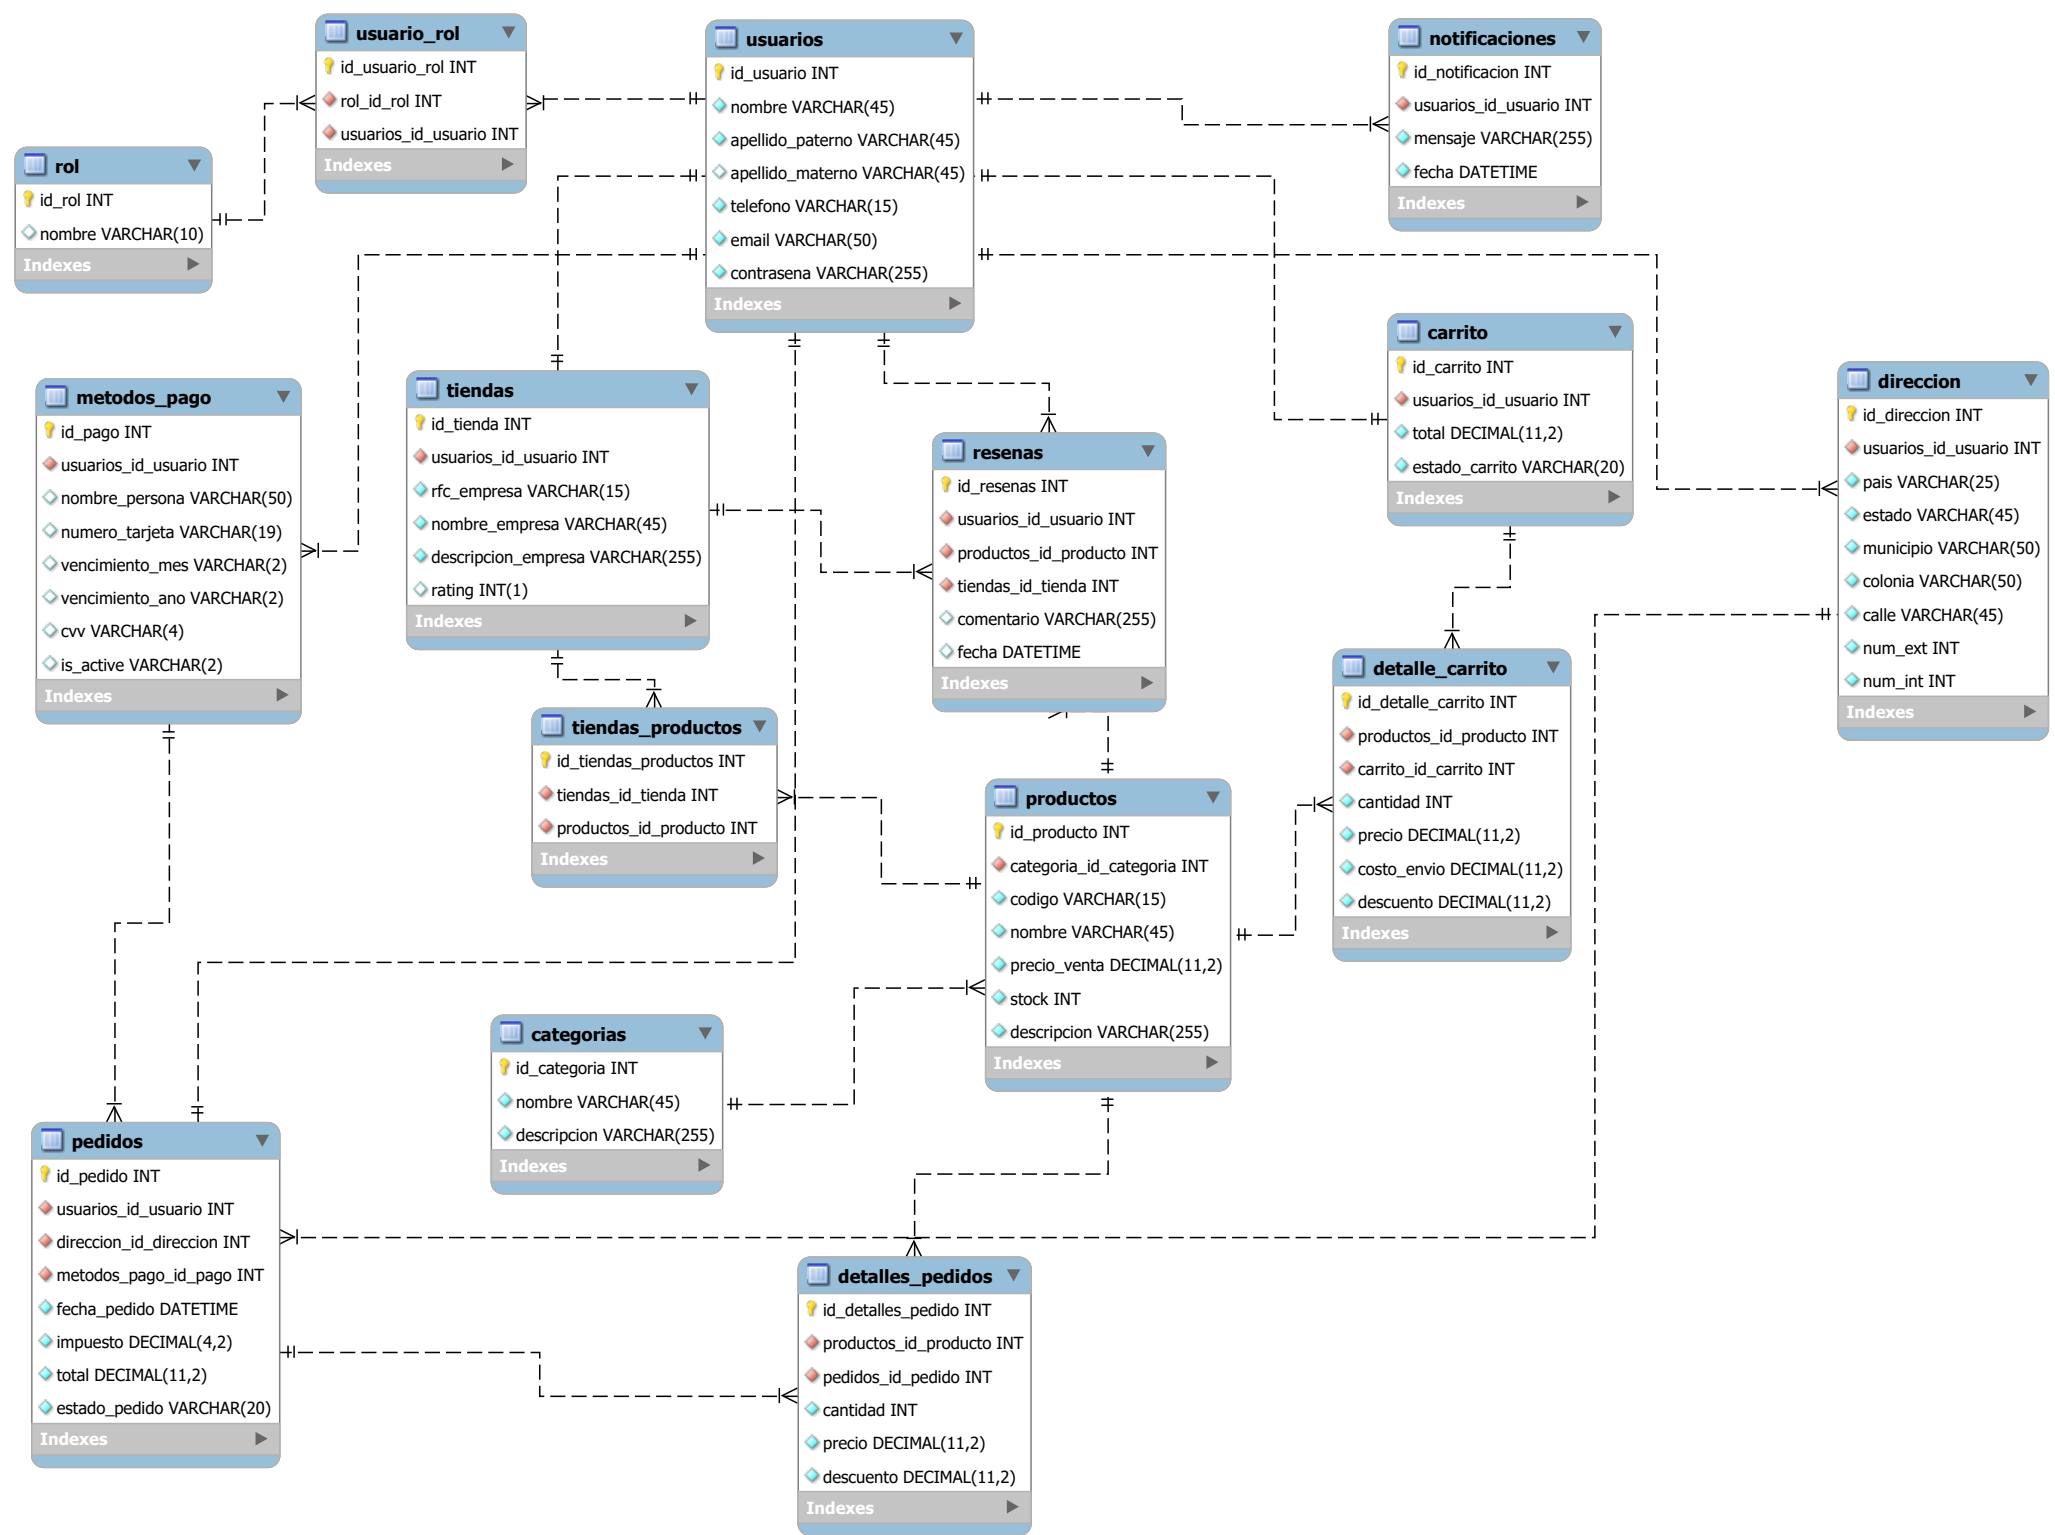 usuario_rol
id_usuario_rol INT
rol_id_rol INT
usuarios_id_usuario INT
Indexes
usuarios
id_usuario INT
nombre VARCHAR(45)
apellido_paterno VARCHAR(45)
apellido_materno VARCHAR(45)
telefono VARCHAR(15)
email VARCHAR(50)
contrasena VARCHAR(255)
Indexes
notificaciones
id_notificacion INT
usuarios_id_usuario INT
mensaje VARCHAR(255)
fecha DATETIME
Indexes
rol
id_rol INT
nombre VARCHAR(10)
Indexes
carrito
id_carrito INT
usuarios_id_usuario INT
total DECIMAL(11,2)
estado_carrito VARCHAR(20)
Indexes
direccion
id_direccion INT
usuarios_id_usuario INT
pais VARCHAR(25)
estado VARCHAR(45)
municipio VARCHAR(50)
colonia VARCHAR(50)
calle VARCHAR(45)
num_ext INT
num_int INT
Indexes
metodos_pago
id_pago INT
usuarios_id_usuario INT
nombre_persona VARCHAR(50)
numero_tarjeta VARCHAR(19)
vencimiento_mes VARCHAR(2)
vencimiento_ano VARCHAR(2)
cvv VARCHAR(4)
is_active VARCHAR(2)
Indexes
tiendas
id_tienda INT
usuarios_id_usuario INT
rfc_empresa VARCHAR(15)
nombre_empresa VARCHAR(45)
descripcion_empresa VARCHAR(255)
rating INT(1)
Indexes
resenas
id_resenas INT
usuarios_id_usuario INT
productos_id_producto INT
tiendas_id_tienda INT
comentario VARCHAR(255)
fecha DATETIME
Indexes
detalle_carrito
id_detalle_carrito INT
productos_id_producto INT
carrito_id_carrito INT
cantidad INT
precio DECIMAL(11,2)
costo_envio DECIMAL(11,2)
descuento DECIMAL(11,2)
Indexes
tiendas_productos
id_tiendas_productos INT
tiendas_id_tienda INT
productos_id_producto INT
Indexes
productos
id_producto INT
categoria_id_categoria INT
codigo VARCHAR(15)
nombre VARCHAR(45)
precio_venta DECIMAL(11,2)
stock INT
descripcion VARCHAR(255)
Indexes
categorias
id_categoria INT
nombre VARCHAR(45)
descripcion VARCHAR(255)
Indexes
pedidos
id_pedido INT
usuarios_id_usuario INT
direccion_id_direccion INT
metodos_pago_id_pago INT
fecha_pedido DATETIME
impuesto DECIMAL(4,2)
total DECIMAL(11,2)
estado_pedido VARCHAR(20)
Indexes
detalles_pedidos
id_detalles_pedido INT
productos_id_producto INT
pedidos_id_pedido INT
cantidad INT
precio DECIMAL(11,2)
descuento DECIMAL(11,2)
Indexes